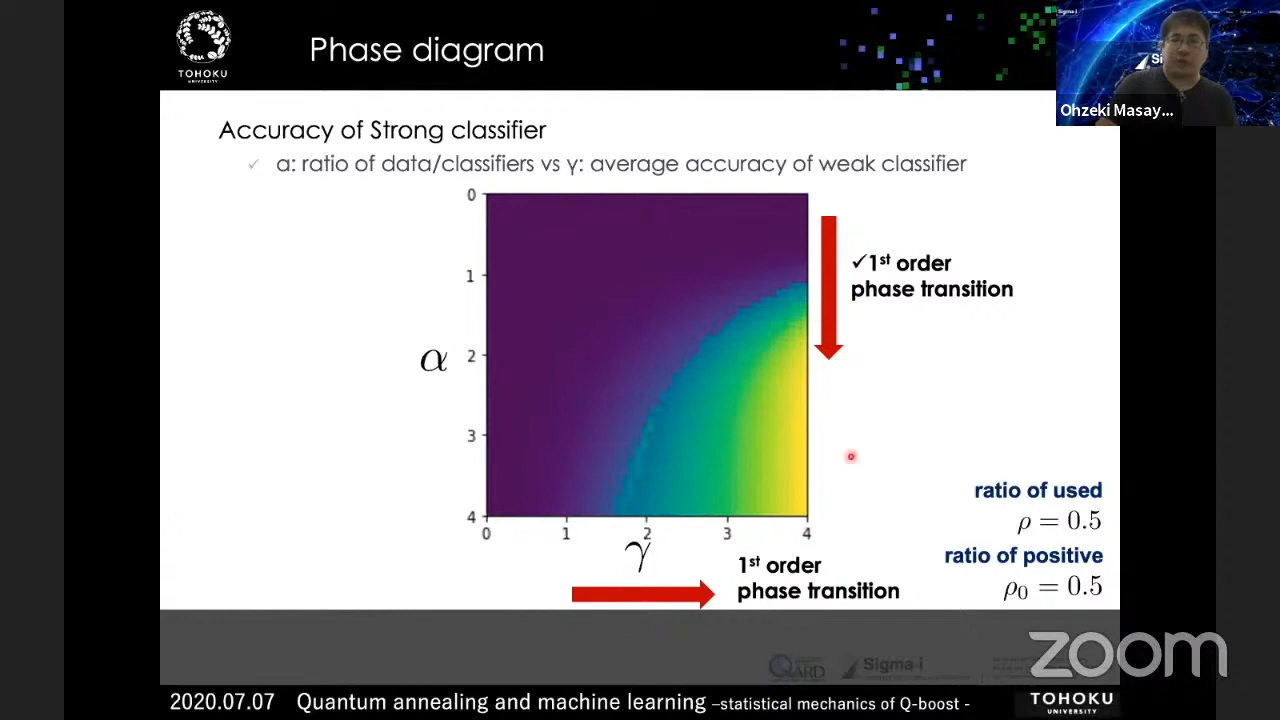 TOHOKU
UNIVERSITY
Phase diagram
Ohzeki Masay...
Accuracy of Strong classifier
✓ α: ratio of data/classifiers vs γ: average accuracy of weak classifier
0
1
2
3
4
α
0 1 2 3 4
γ
✓1st order
phase transition
1st order
phase transition
ratio of used
ρ = 0.5
ratio of positive
ρ₀ = 0.5
zoom
Sigma-i
2020.07.07 Quantum annealing and machine learning –statistical mechanics of Q-boost -
TOHOKU
UNIVERSITY